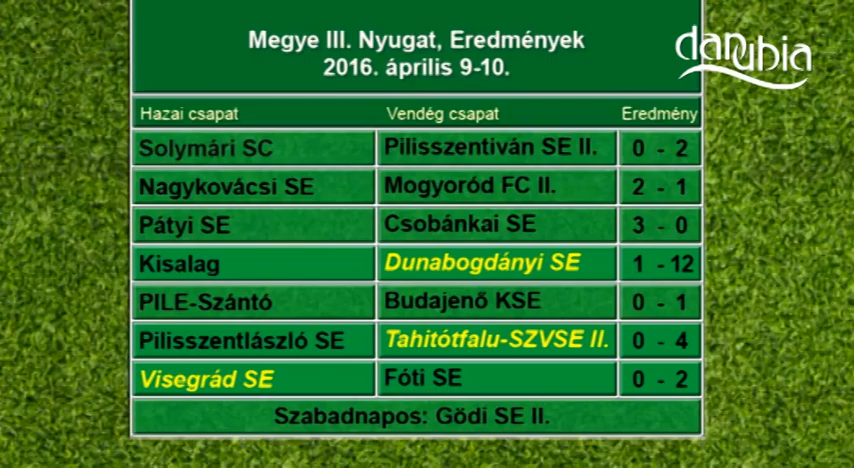 Megye III. Nyugat, Eredmények
2016. április 9-10.
danubia
Hazai csapat Vendég csapat Eredmény
Solymári SC Pilisszentiván SE II. 0 - 2
Nagykovácsi SE Mogyoród FC II. 2 - 1
Pátyi SE Csobánkai SE 3 - 0
Kisalag Dunabogdányi SE 1 - 12
PILE-Szántó Budajenő KSE 0 - 1
Pilisszentlászló SE Tahitótfalu-SZVSE II. 0 - 4
Visegrád SE Fóti SE 0 - 2
Szabadnapos: Gödi SE II.